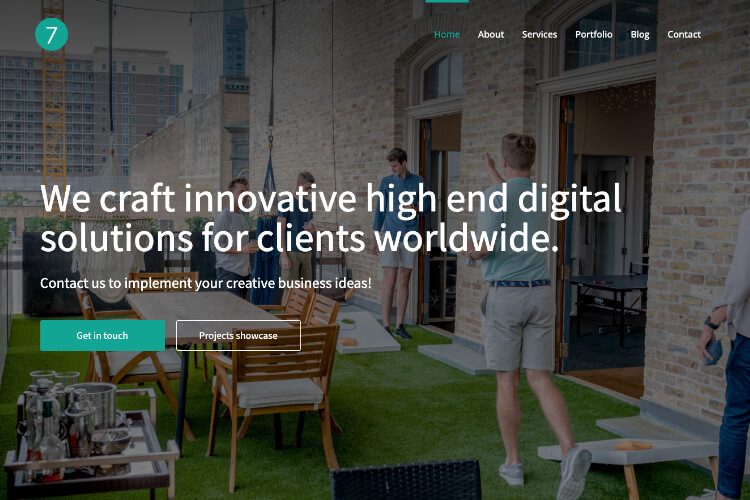 7
Home About Services Portfolio Blog Contact
We craft innovative high end digital
solutions for clients worldwide.
Contact us to implement your creative business ideas!
Get in touch Projects showcase